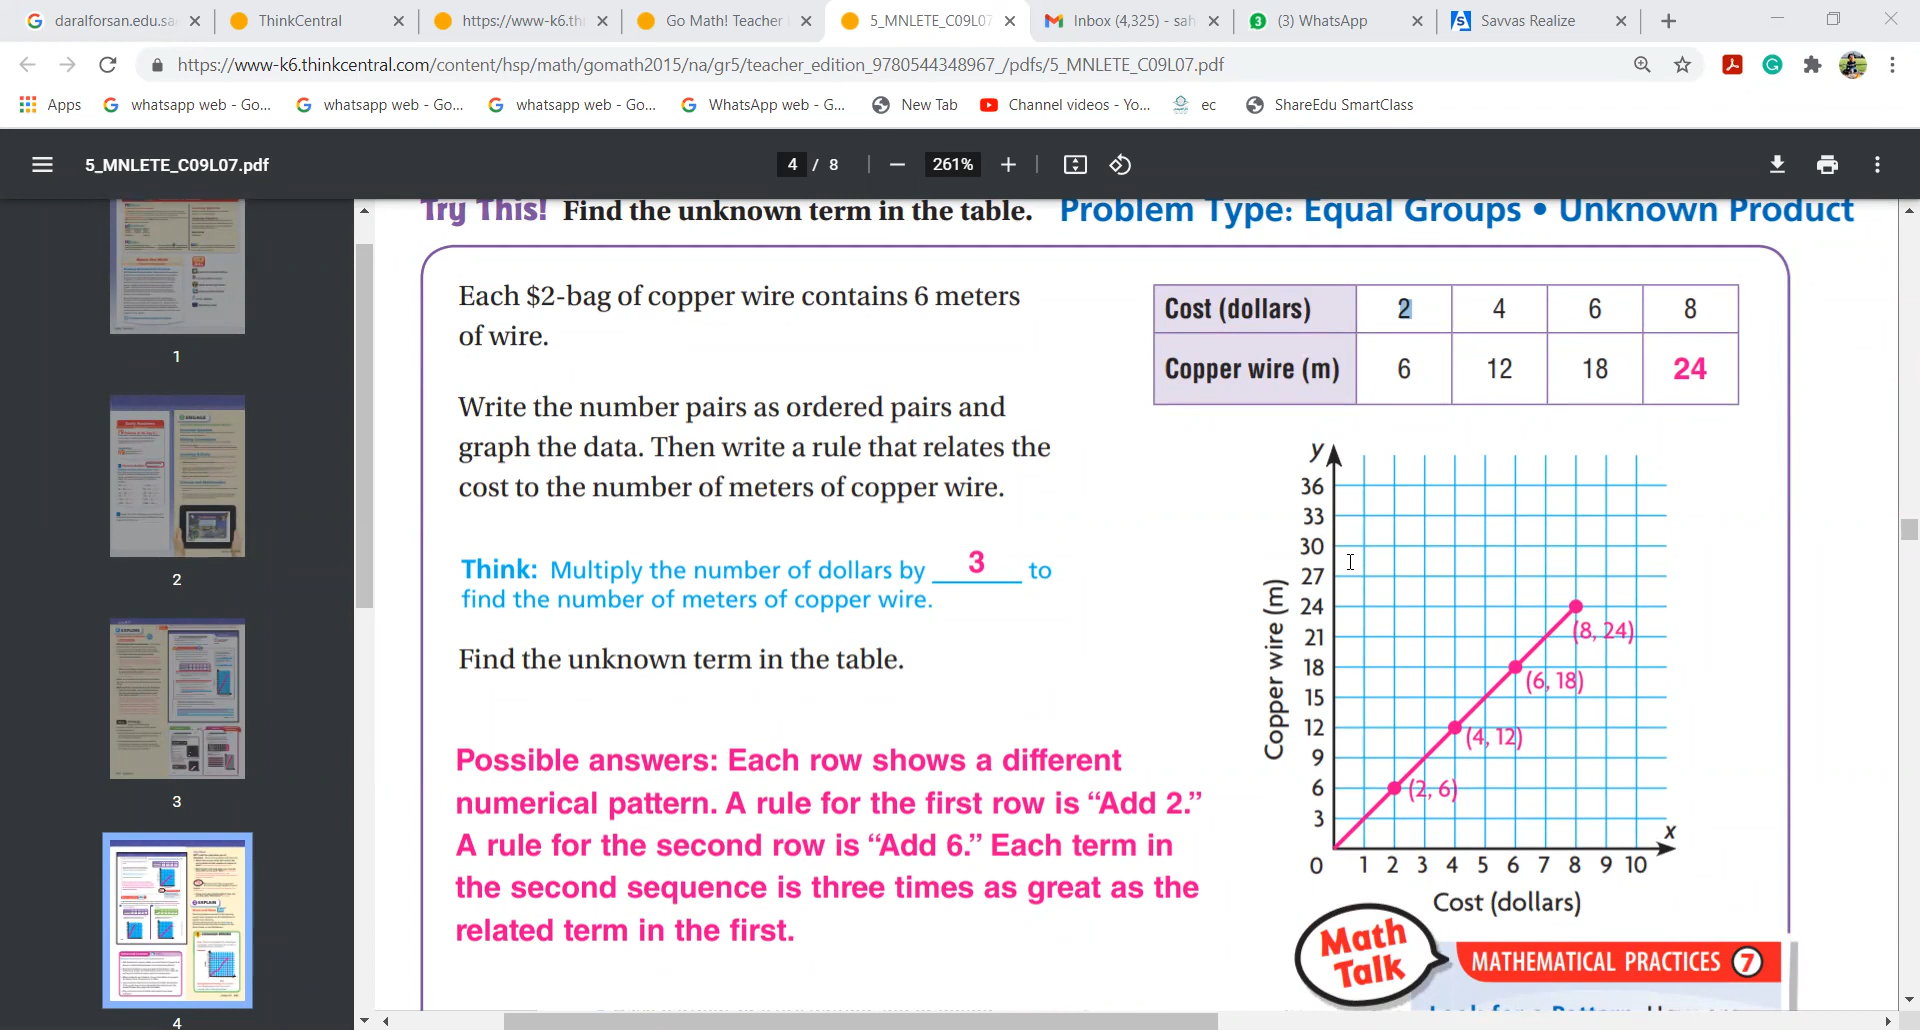 daralforsan.edu.sa
ThinkCentral
https://www-k6.thi
Go Math! Teacher
5_MNLETE_C09L07
Inbox (4,325) - sah
(3) WhatsApp
Savvas Realize
https://www-k6.thinkcentral.com/content/hsp/math/gomath2015/na/gr5/teacher_edition_9780544348967_/pdfs/5_MNLETE_C09L07.pdf
Apps
whatsapp web - Go...
whatsapp web - Go...
whatsapp web - Go...
WhatsApp web - G...
New Tab
Channel videos - Yo...
ec
ShareEdu SmartClass
5_MNLETE_C09L07.pdf
4 / 8
261%
1
2
3
4
Try This! Find the unknown term in the table. Problem Type: Equal Groups • Unknown Product
Each $2-bag of copper wire contains 6 meters
of wire.
Write the number pairs as ordered pairs and
graph the data. Then write a rule that relates the
cost to the number of meters of copper wire.
Think: Multiply the number of dollars by 3 to
find the number of meters of copper wire.
Find the unknown term in the table.
Possible answers: Each row shows a different
numerical pattern. A rule for the first row is “Add 2.”
A rule for the second row is “Add 6.” Each term in
the second sequence is three times as great as the
related term in the first.
Cost (dollars) 2 4 6 8
Copper wire (m) 6 12 18 24
y
36
33
30
27
24
21
18
15
12
9
6
3
Copper wire (m)
(8, 24)
(6, 18)
(4, 12)
(2, 6)
x
0 1 2 3 4 5 6 7 8 9 10
Cost (dollars)
Math
Talk
MATHEMATICAL PRACTICES 7